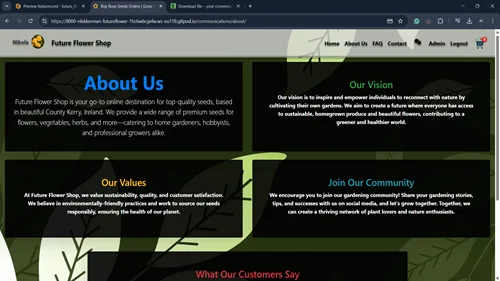 Preview features.md - future-f
Buy Rose Seeds Online | Grow
Download file – your conversio
https://8000-nlekkerman-futureflower-1hc6w6cgvfw.ws-eu118.gitpod.io/communications/about/
Nikola
Future Flower Shop
Home About Us FAQ Contact Admin Logout
About Us
Future Flower Shop is your go-to online destination for top-quality seeds, based
in beautiful County Kerry, Ireland. We provide a wide range of premium seeds for
flowers, vegetables, herbs, and more—catering to home gardeners, hobbyists,
and professional growers alike.
Our Vision
Our vision is to inspire and empower individuals to reconnect with nature by
cultivating their own gardens. We aim to create a future where everyone has access
to sustainable, homegrown produce and beautiful flowers, contributing to a
greener and healthier world.
Our Values
At Future Flower Shop, we value sustainability, quality, and customer satisfaction.
We believe in environmentally-friendly practices and work to source our seeds
responsibly, ensuring the health of our planet.
Join Our Community
We encourage you to join our gardening community! Share your gardening stories,
tips, and successes with us on social media, and let's grow together. Together, we
can create a thriving network of plant lovers and nature enthusiasts.
What Our Customers Say